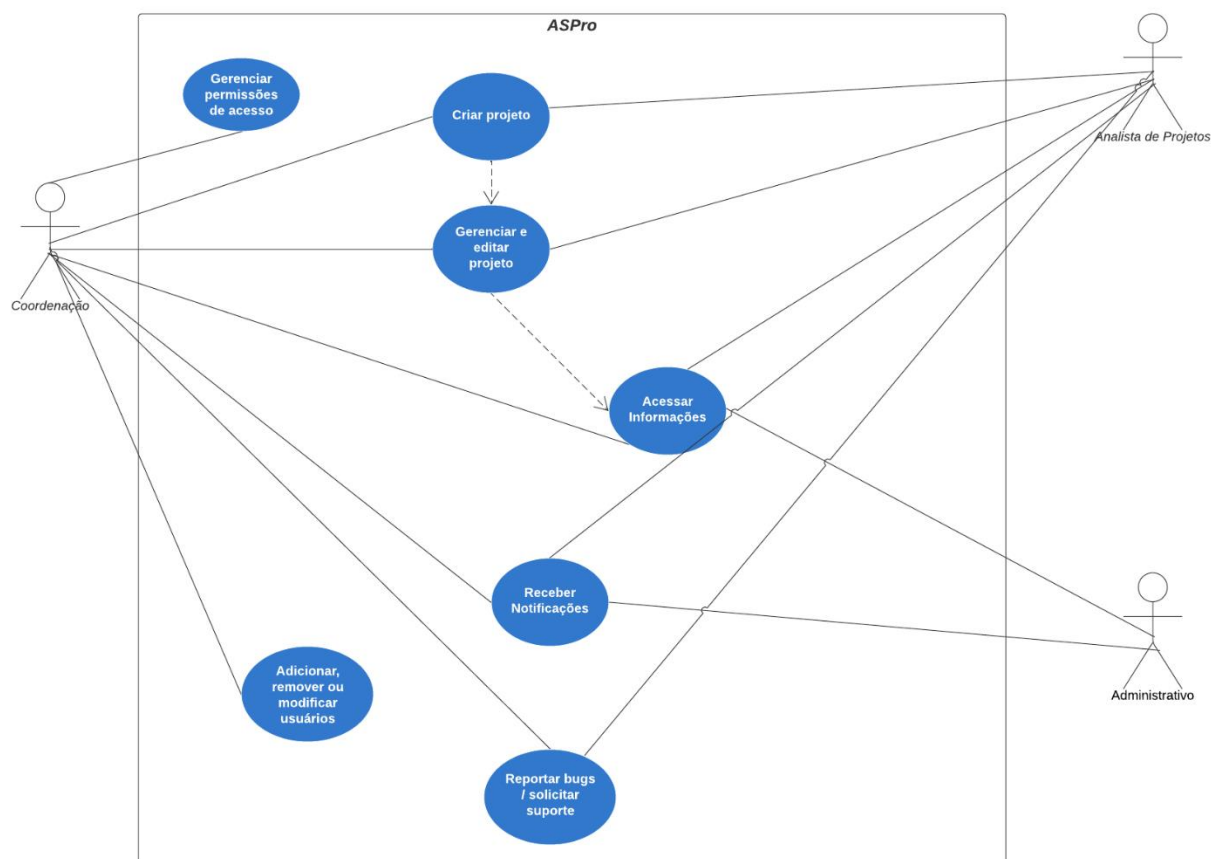 ASPro
Gerenciar
permissões
de acesso
Criar projeto
Analista de Projetos
Gerenciar e
editar
projeto
Coordenação
Acessar
Informações
Receber
Notificações
Adicionar,
remover ou
modificar
usuários
Administrativo
Reportar bugs
/ solicitar
suporte